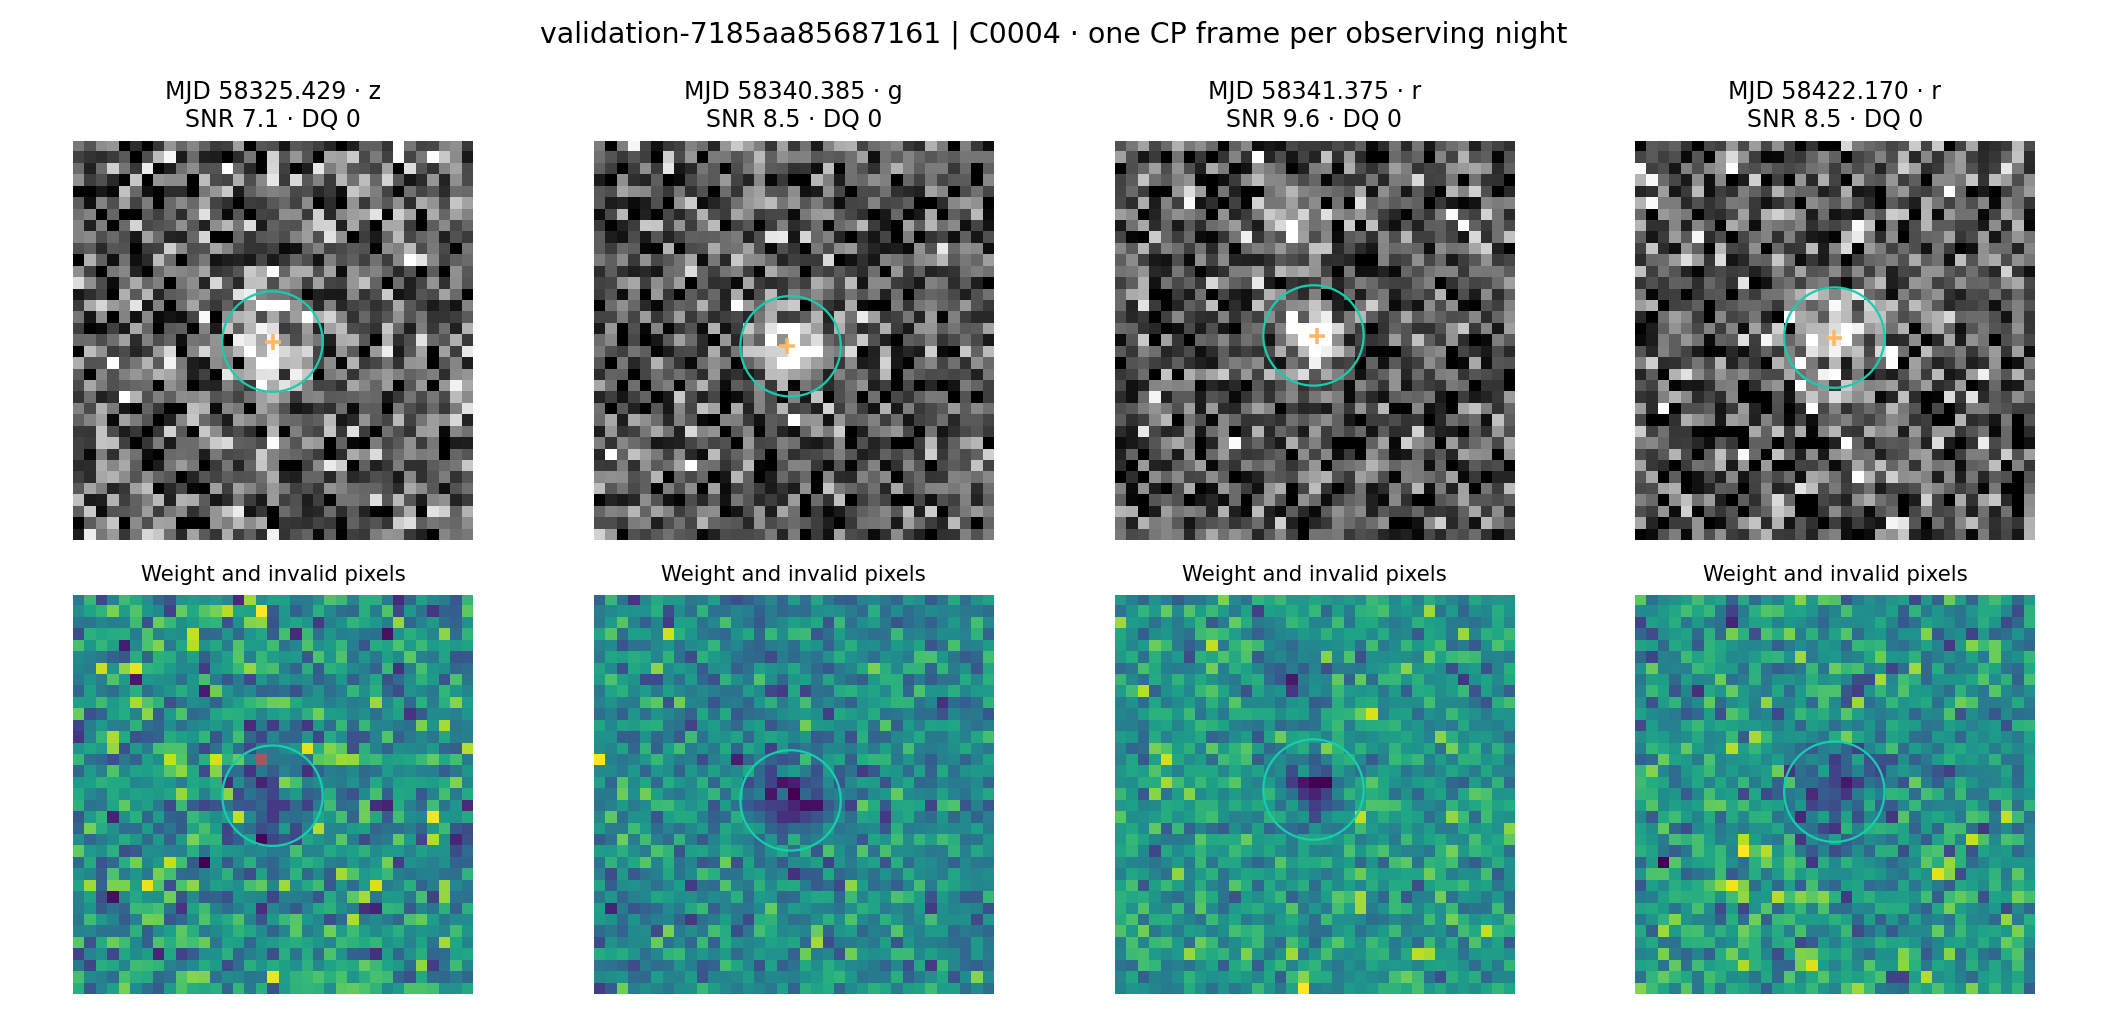 validation-7185aa85687161 | C0004 · one CP frame per observing night
MJD 58325.429 · z
SNR 7.1 · DQ 0
MJD 58340.385 · g
SNR 8.5 · DQ 0
MJD 58341.375 · r
SNR 9.6 · DQ 0
MJD 58422.170 · r
SNR 8.5 · DQ 0
Weight and invalid pixels
Weight and invalid pixels
Weight and invalid pixels
Weight and invalid pixels